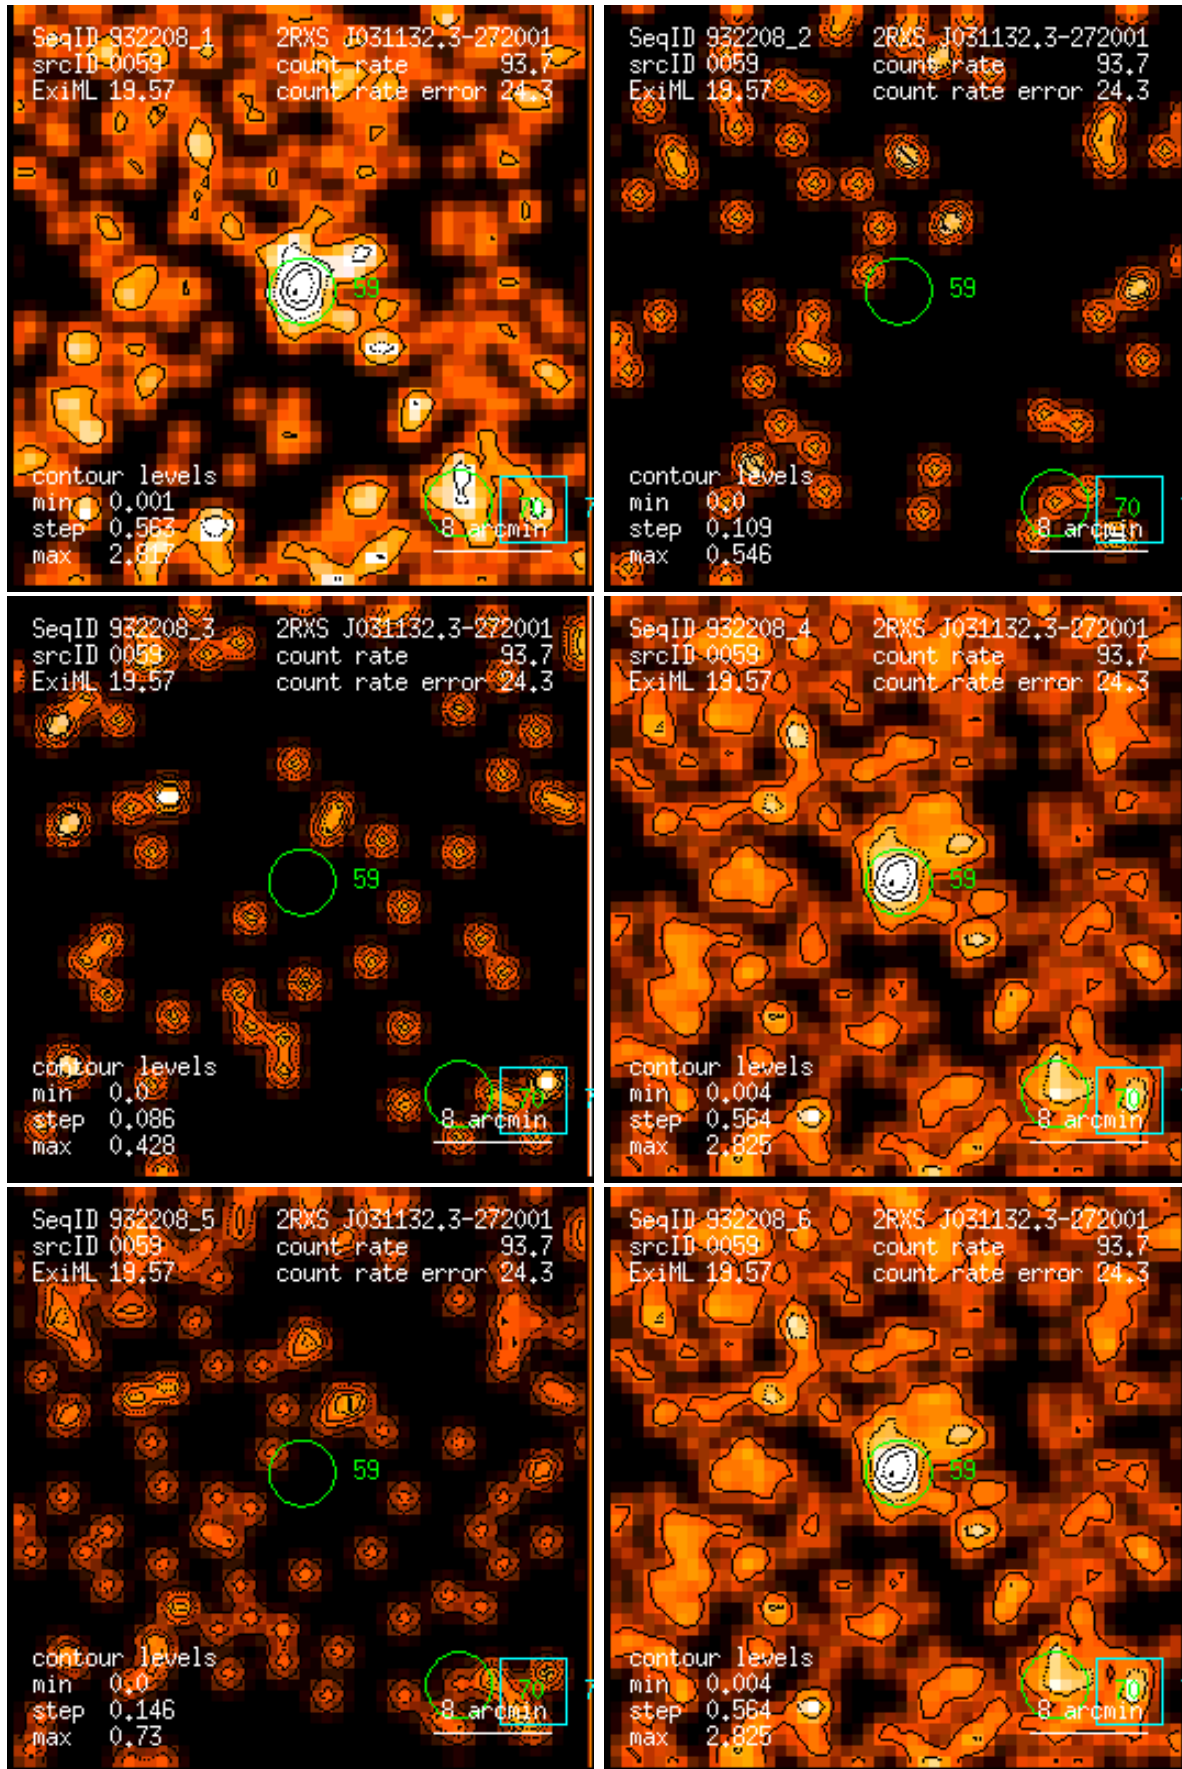 SeqID 932208_1 2RXS J031132.3-272001
srcID 0059 count rate 93.7
ExiML 19.57 count rate error 24.3
59
contour levels
min 0.001
step 0.563
max 2.817
70
7
8 arcmin
SeqID 932208_2 2RXS J031132.3-272001
srcID 0059 count rate 93.7
ExiML 19.57 count rate error 24.3
59
contour levels
min 0.0
step 0.109
max 0.546
70
8 arcmin
SeqID 932208_3 2RXS J031132.3-272001
srcID 0059 count rate 93.7
ExiML 19.57 count rate error 24.3
59
contour levels
min 0.0
step 0.086
max 0.428
70
7
8 arcmin
SeqID 932208_4 2RXS J031132.3-272001
srcID 0059 count rate 93.7
ExiML 19.57 count rate error 24.3
59
contour levels
min 0.004
step 0.564
max 2.825
70
8 arcmin
SeqID 932208_5 2RXS J031132.3-272001
srcID 0059 count rate 93.7
ExiML 19.57 count rate error 24.3
59
contour levels
min 0.0
step 0.146
max 0.73
70
7
8 arcmin
SeqID 932208_6 2RXS J031132.3-272001
srcID 0059 count rate 93.7
ExiML 19.57 count rate error 24.3
59
contour levels
min 0.004
step 0.564
max 2.825
70
8 arcmin